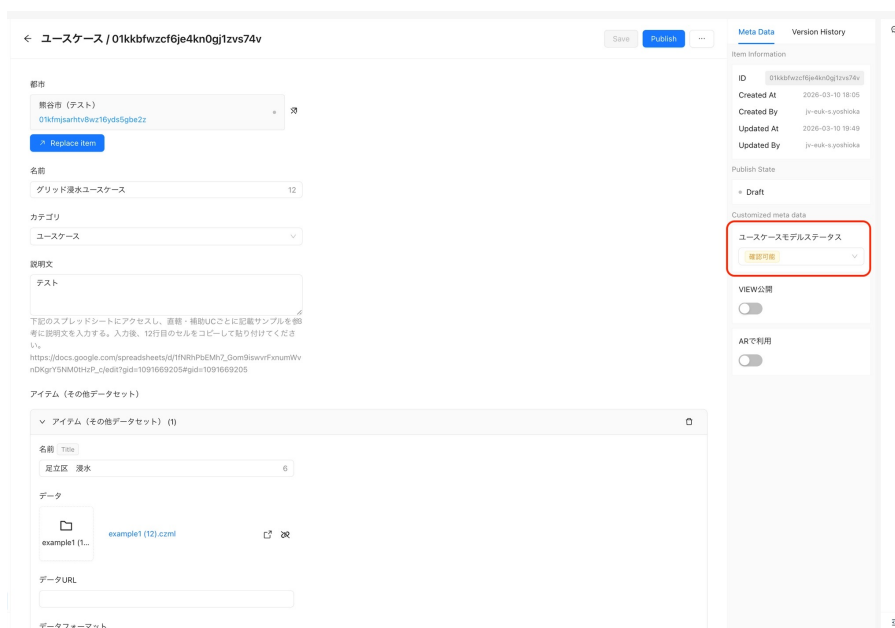 ← ユースケース / 01kkbfwzcf6je4kn0gj1zvs74v
Save
Publish
...
都市
熊谷市（テスト）
01kfmjsarhtv8wz16yds5gbe2z
Replace item
名前
グリッド浸水ユースケース
12
カテゴリ
ユースケース
説明文
テスト
下記のスプレッドシートにアクセスし、直轄・補助UCごとに記載サンプルを参
考に説明文を入力する。入力後、12行目のセルをコピーして貼り付けてくださ
い。
https://docs.google.com/spreadsheets/d/1fNRhPbEMh7_Gom9iswvrFxnumWv
nDKgrY5NM0tHzP_c/edit?gid=1091669205#gid=1091669205
アイテム（その他データセット）
アイテム（その他データセット） (1)
名前 Title
足立区　浸水
6
データ
example1 (1...
example1 (12).czml
データURL
データフォーマット
Meta Data
Version History
Item Information
ID 01kkbfwzcf6je4kn0gj1zvs74v
Created At 2026-03-10 18:05
Created By jv-euk-s.yoshioka
Updated At 2026-03-10 19:49
Updated By jv-euk-s.yoshioka
Publish State
Draft
Customized meta data
ユースケースモデルステータス
確認可能
VIEW公開
ARで利用